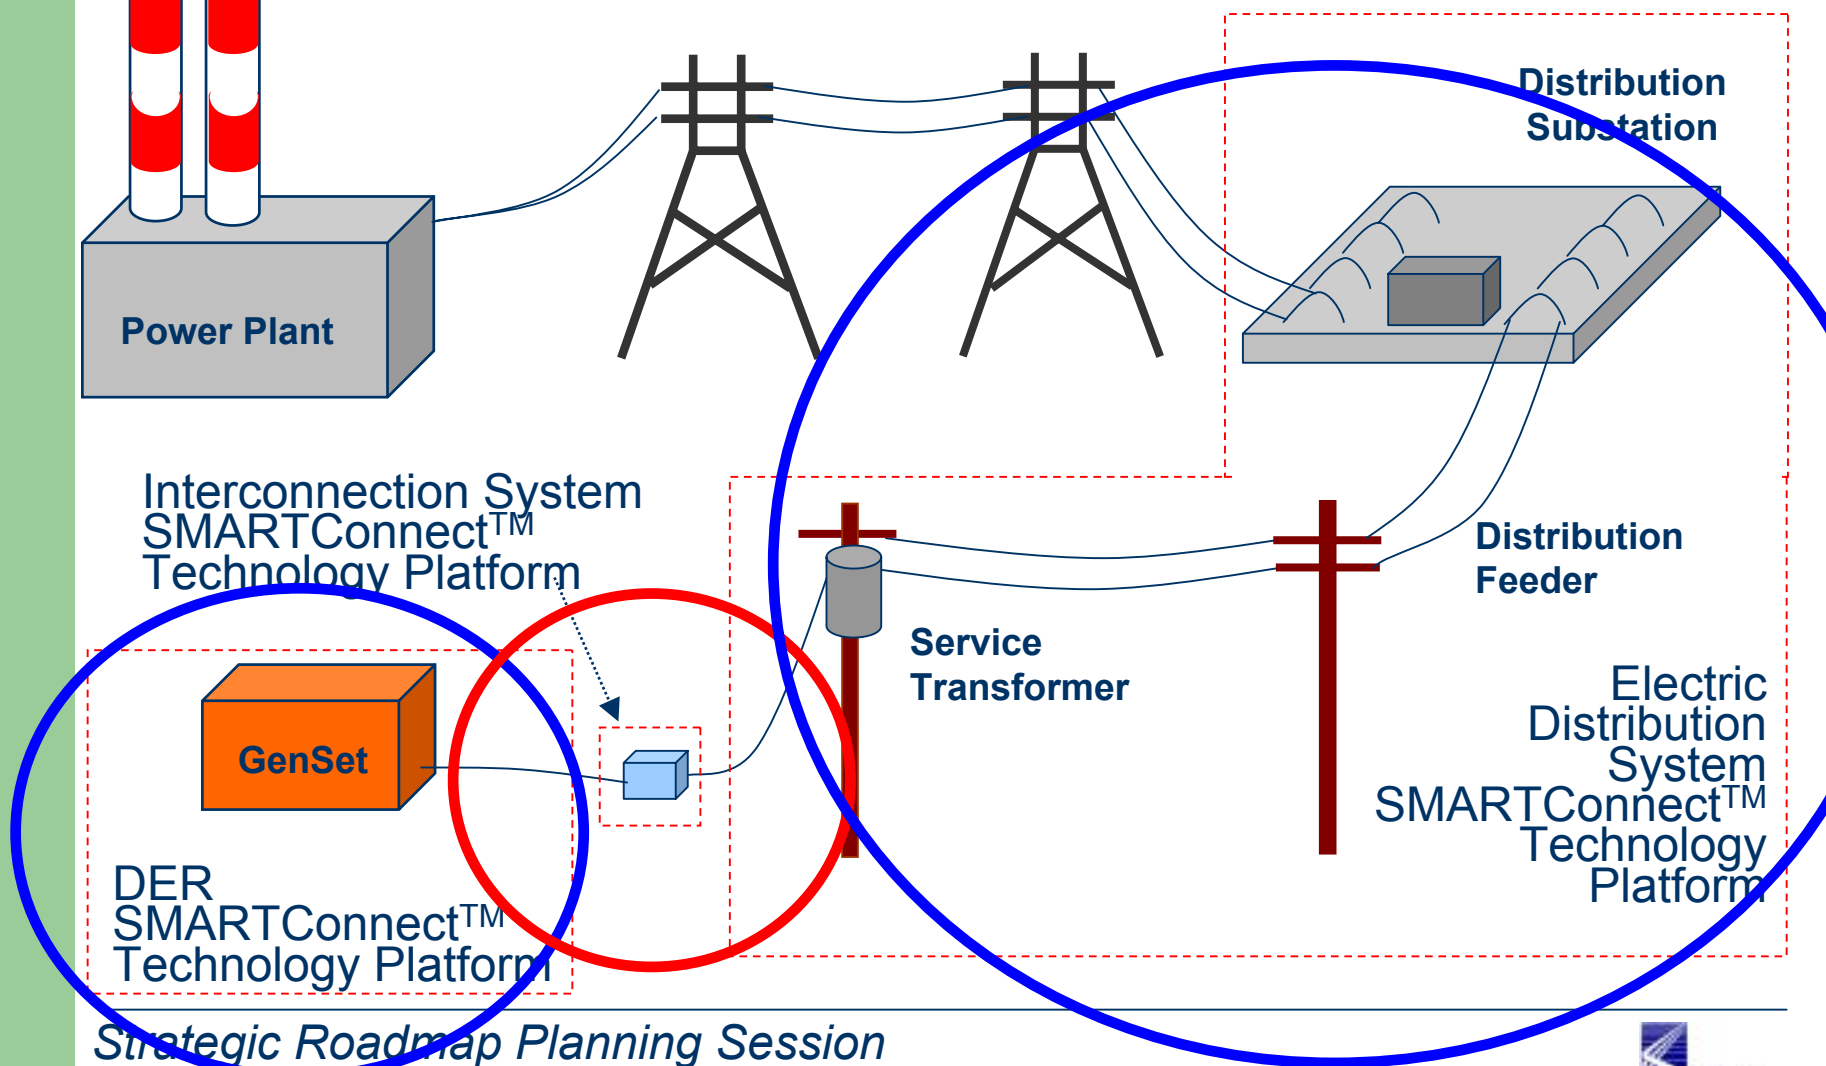 Distribution
Substation
Power Plant
Interconnection System
SMARTConnect™
Technology Platform
Distribution
Feeder
Service
Transformer
GenSet
Electric
Distribution
System
SMARTConnect™
Technology
Platform
DER
SMARTConnect™
Technology Platform
Strategic Roadmap Planning Session